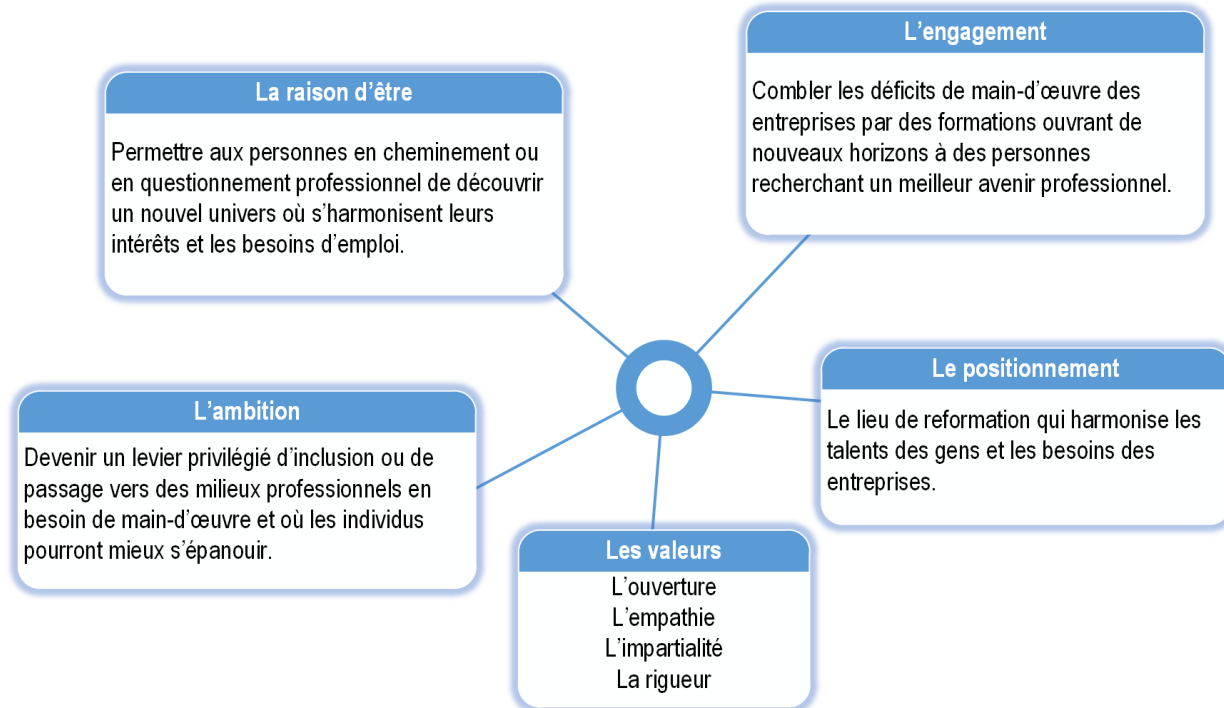 La raison d’être
Permettre aux personnes en cheminement ou
en questionnement professionnel de découvrir
un nouvel univers où s’harmonisent leurs
intérêts et les besoins d’emploi.
L’engagement
Combler les déficits de main-d’œuvre des
entreprises par des formations ouvrant de
nouveaux horizons à des personnes
recherchant un meilleur avenir professionnel.
L’ambition
Devenir un levier privilégié d’inclusion ou de
passage vers des milieux professionnels en
besoin de main-d’œuvre et où les individus
pourront mieux s’épanouir.
Le positionnement
Le lieu de reformation qui harmonise les
talents des gens et les besoins des
entreprises.
Les valeurs
L’ouverture
L’empathie
L’impartialité
La rigueur